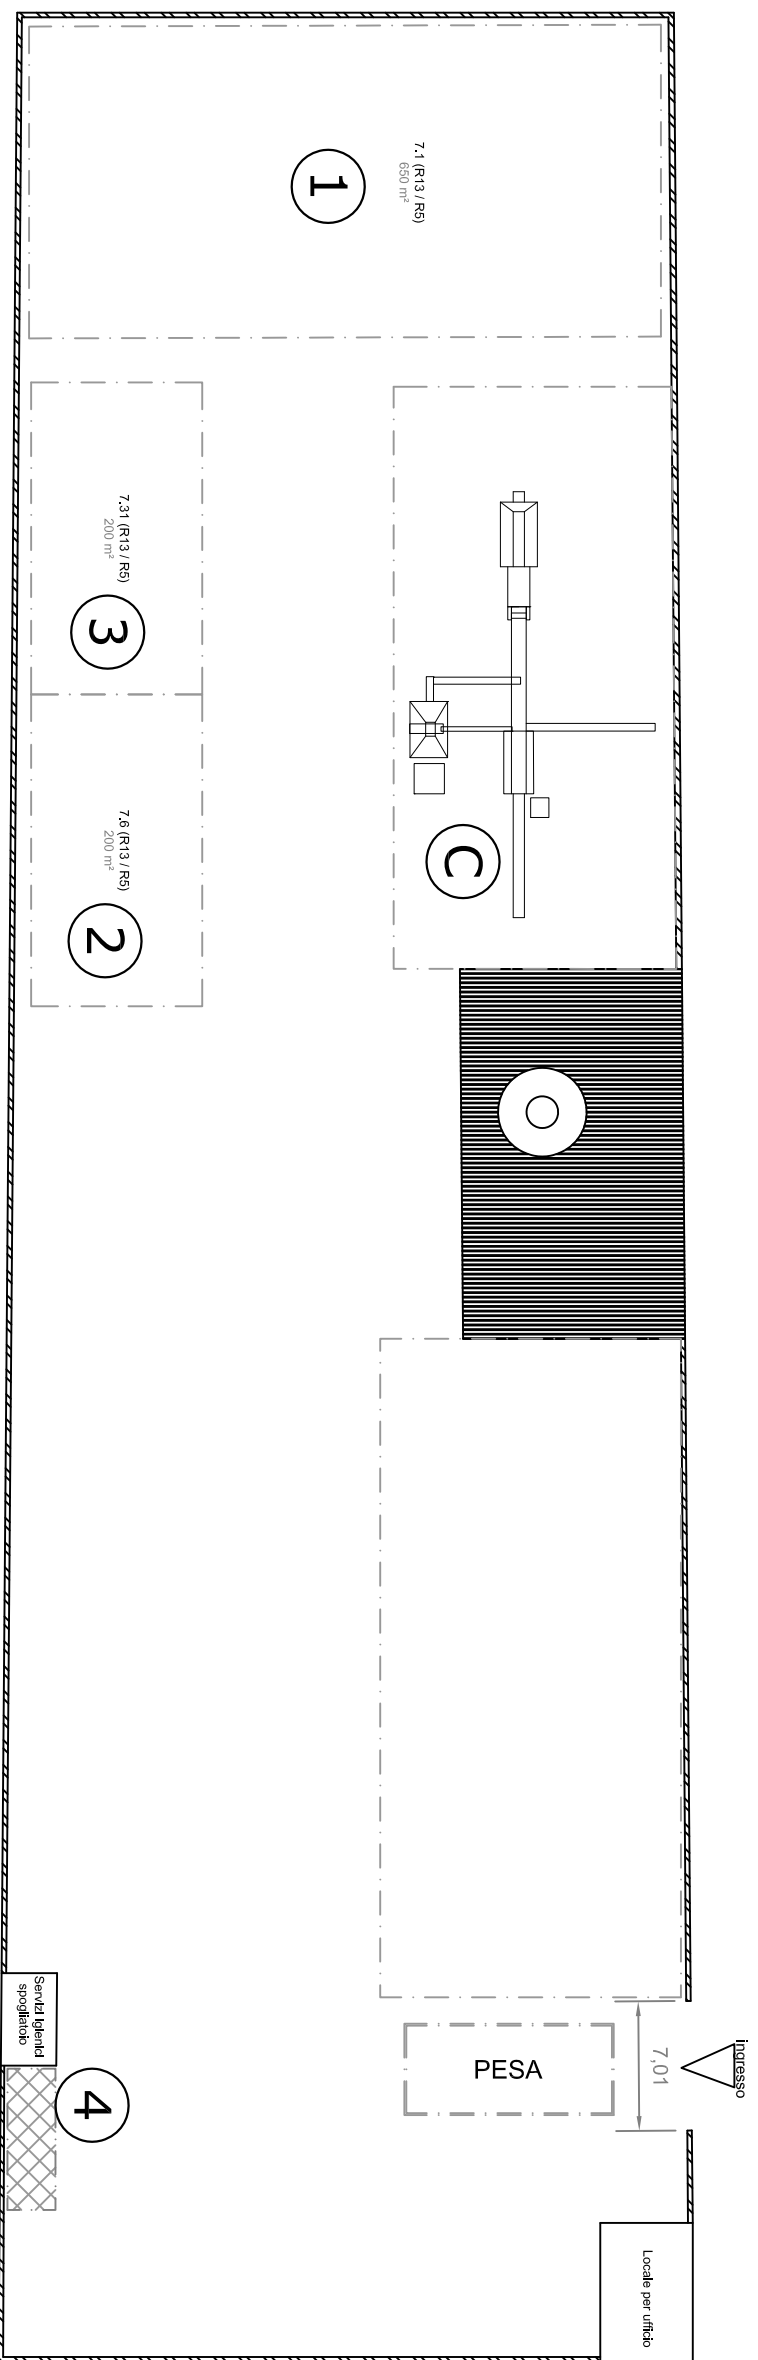 7.1 (R13 / R5)
650 m²
1
7.31 (R13 / R5)
200 m²
3
C
7.6 (R13 / R5)
200 m²
2
ingresso
7,01
PESA
Servizi igienici
spogliatoio
4
Locale per ufficio